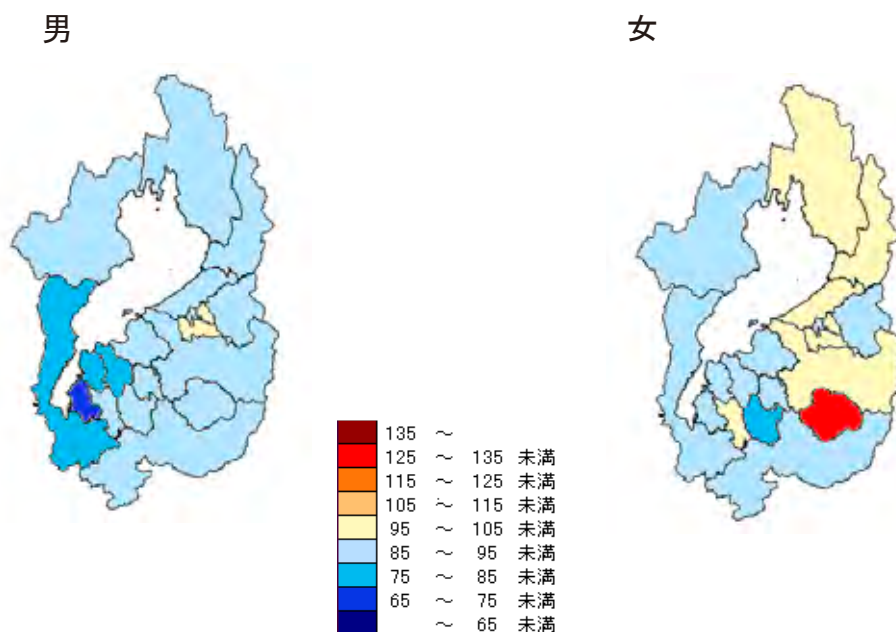 男
女
135 ～
125 ～ 135 未満
115 ～ 125 未満
105 ～ 115 未満
95 ～ 105 未満
85 ～ 95 未満
75 ～ 85 未満
65 ～ 75 未満
～ 65 未満